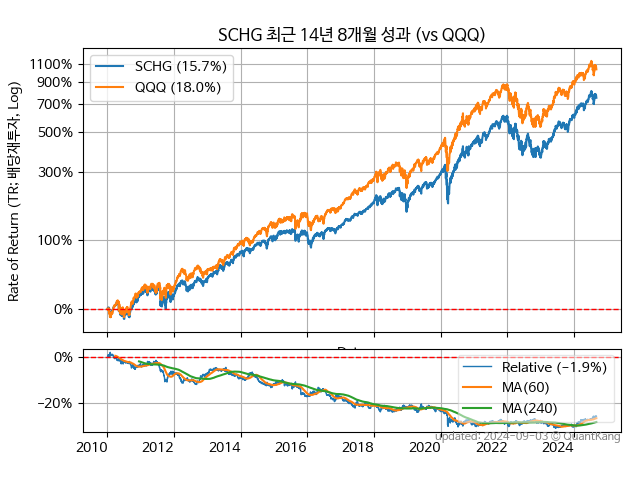 SCHG 최근 14년 8개월 성과 (vs QQQ)
SCHG (15.7%)
QQQ (18.0%)
Rate of Return (TR; 배당재투자, Log)
1100%
900%
700%
500%
300%
100%
0%
0%
−20%
Relative (−1.9%)
MA(60)
MA(240)
2010 2012 2014 2016 2018 2020 2022 2024
Updated: 2024-09-03 © QuantKang